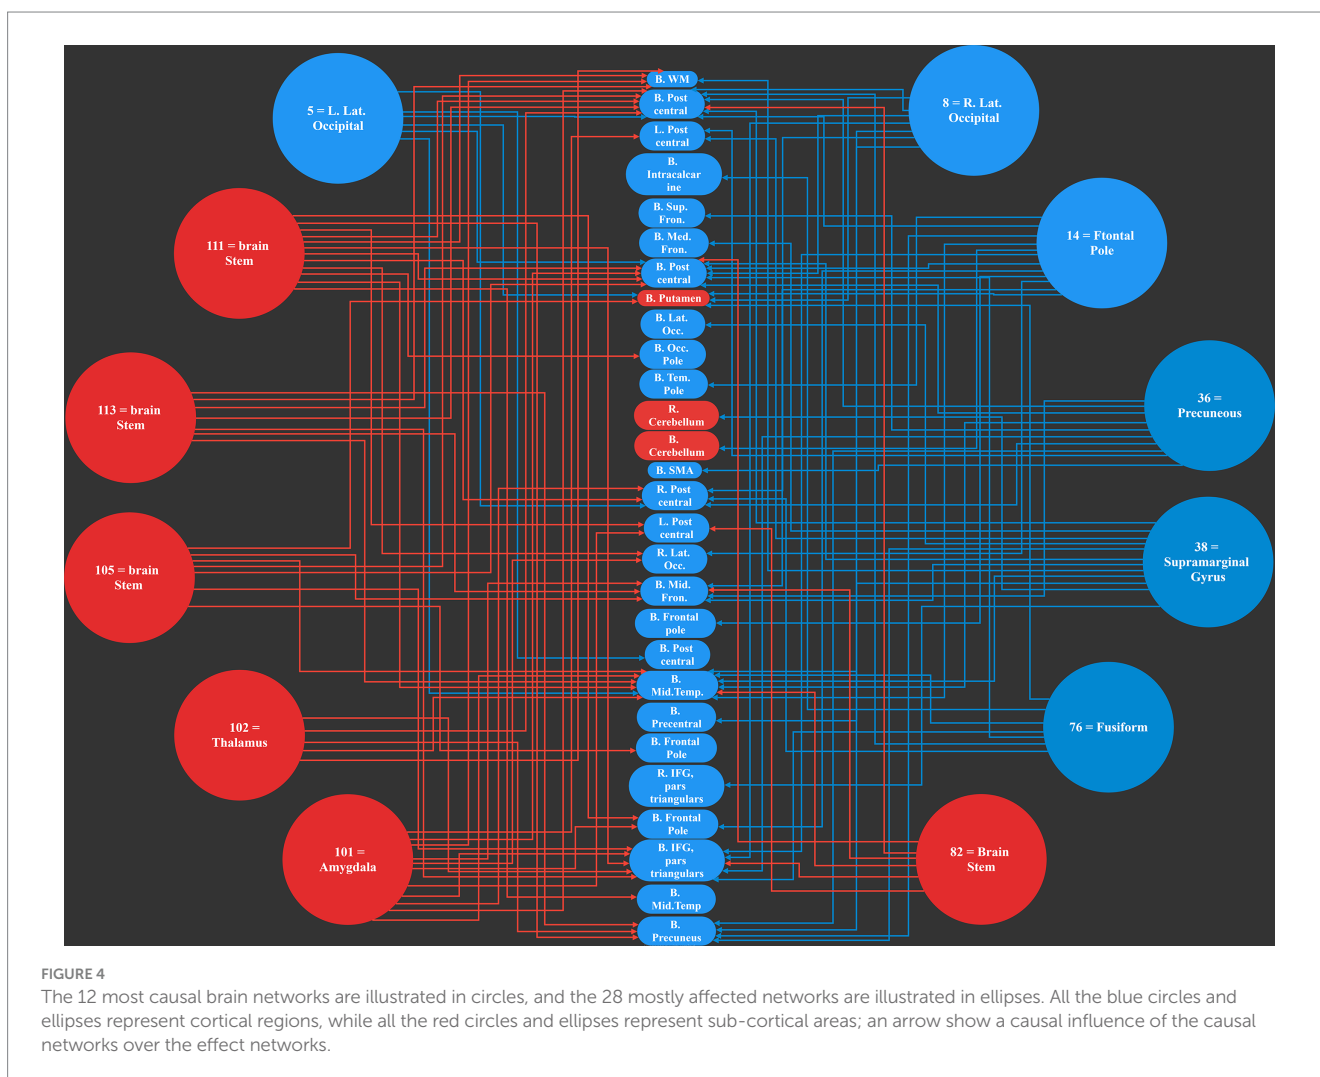 5 = L. Lat.
Occipital
111 = brain
Stem
113 = brain
Stem
105 = brain
Stem
102 =
Thalamus
101 =
Amygdala
B. WM
B. Post
central
L. Post
central
B.
Intracalcar
ine
B. Sup.
Fron.
B. Med.
Fron.
B. Post
central
B. Putamen
B. Lat.
Occ.
B. Occ.
Pole
B. Tem.
Pole
R.
Cerebellum
B.
Cerebellum
B. SMA
R. Post
central
L. Post
central
R. Lat.
Occ.
B. Mid.
Fron.
B. Frontal
pole
B. Post
central
B.
Mid.Temp.
B.
Precentral
B. Frontal
Pole
R. IFG,
pars
triangulars
B. Frontal
Pole
B. IFG,
pars
triangulars
B.
Mid.Temp
B.
Precuneus
8 = R. Lat.
Occipital
14 = Ftontal
Pole
36 =
Precuneous
38 =
Supramarginal
Gyrus
76 = Fusiform
82 = Brain
Stem
FIGURE 4
The 12 most causal brain networks are illustrated in circles, and the 28 mostly affected networks are illustrated in ellipses. All the blue circles and
ellipses represent cortical regions, while all the red circles and ellipses represent sub-cortical areas; an arrow show a causal influence of the causal
networks over the effect networks.